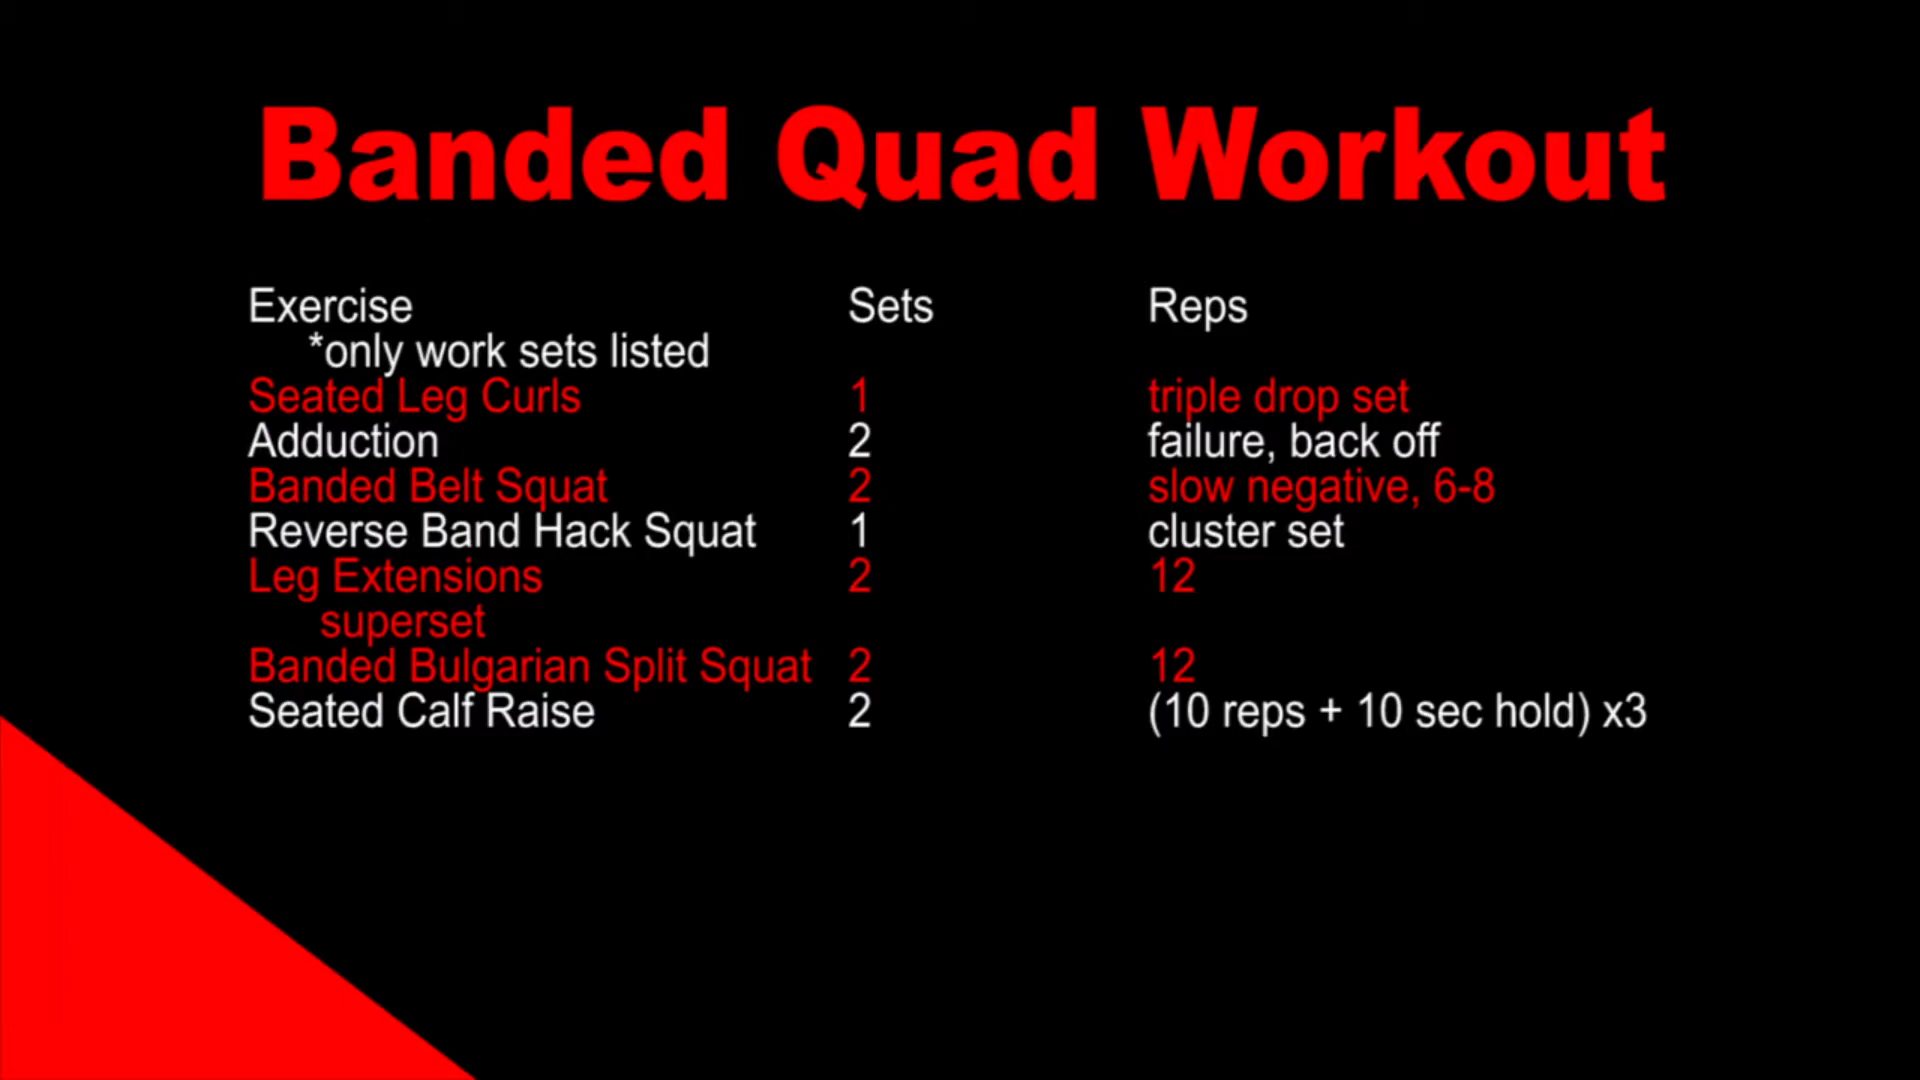 Banded Quad Workout
Exercise Sets Reps
*only work sets listed
Seated Leg Curls 1 triple drop set
Adduction 2 failure, back off
Banded Belt Squat 2 slow negative, 6-8
Reverse Band Hack Squat 1 cluster set
Leg Extensions 2 12
superset
Banded Bulgarian Split Squat 2 12
Seated Calf Raise 2 (10 reps + 10 sec hold) x3